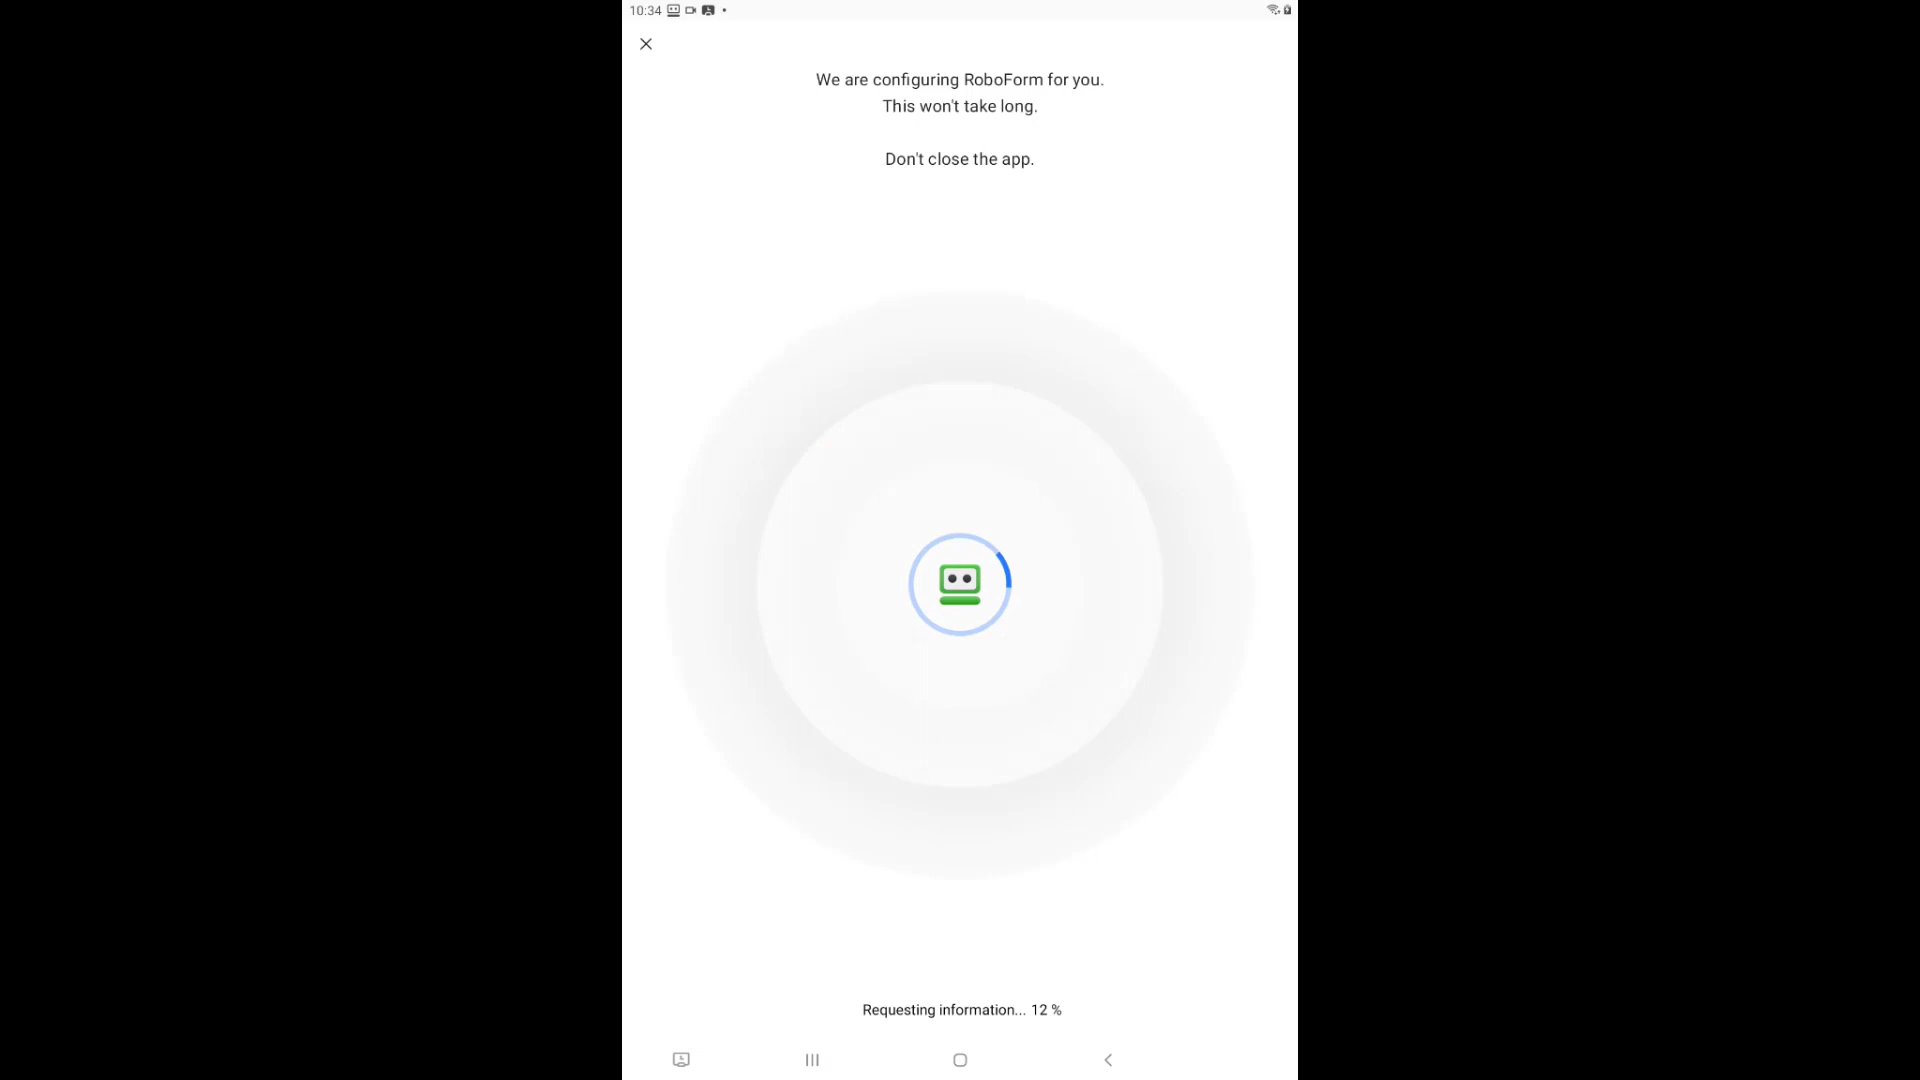 10:34
We are configuring RoboForm for you.
This won't take long.
Don't close the app.
Requesting information... 12 %